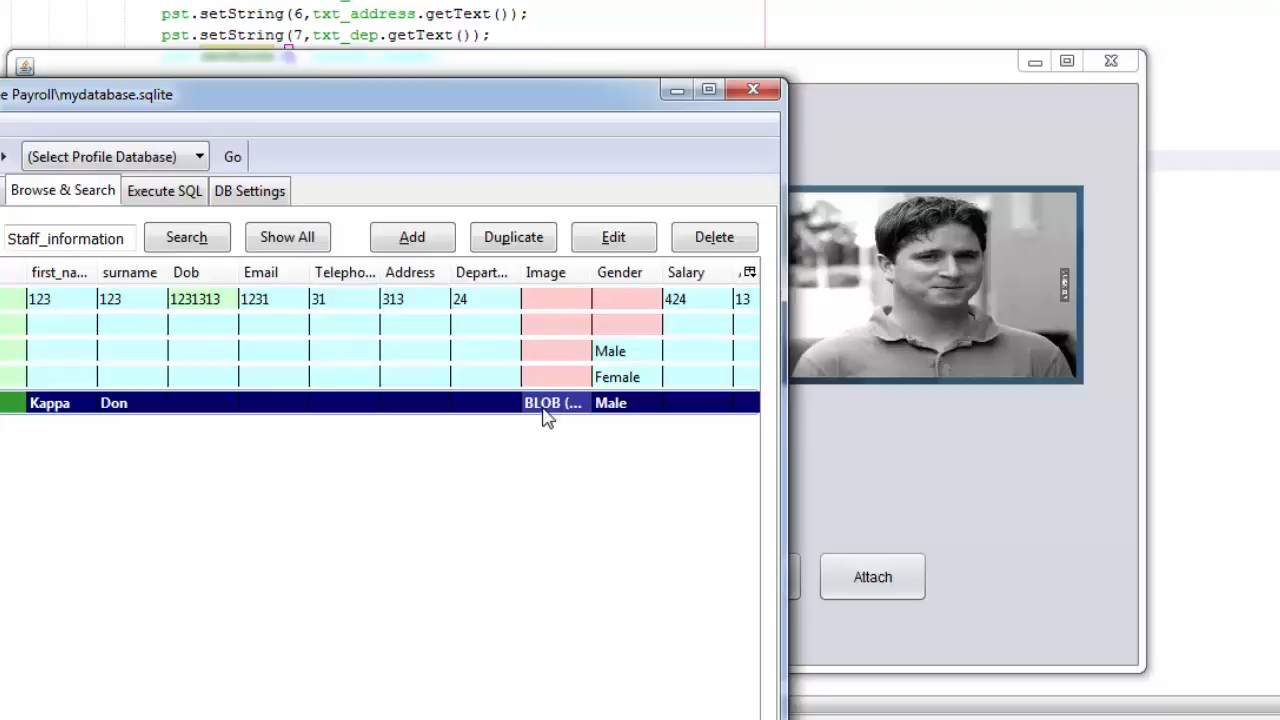 pst.setString(6,txt_address.getText());
pst.setString(7,txt_dep.getText());
e Payroll\mydatabase.sqlite
(Select Profile Database) Go
Browse & Search Execute SQL DB Settings
Staff_information Search Show All Add Duplicate Edit Delete
first_na... surname Dob Email Telepho... Address Depart... Image Gender Salary
123 123 1231313 1231 31 313 24 424 13
Male
Female
Kappa Don BLOB (... Male
Attach